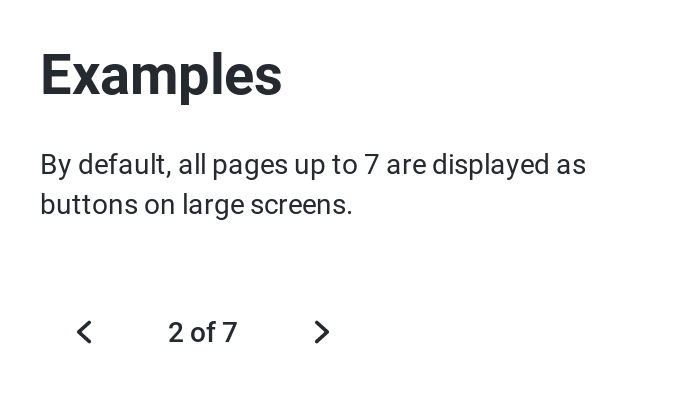 Examples
By default, all pages up to 7 are displayed as
buttons on large screens.
2 of 7